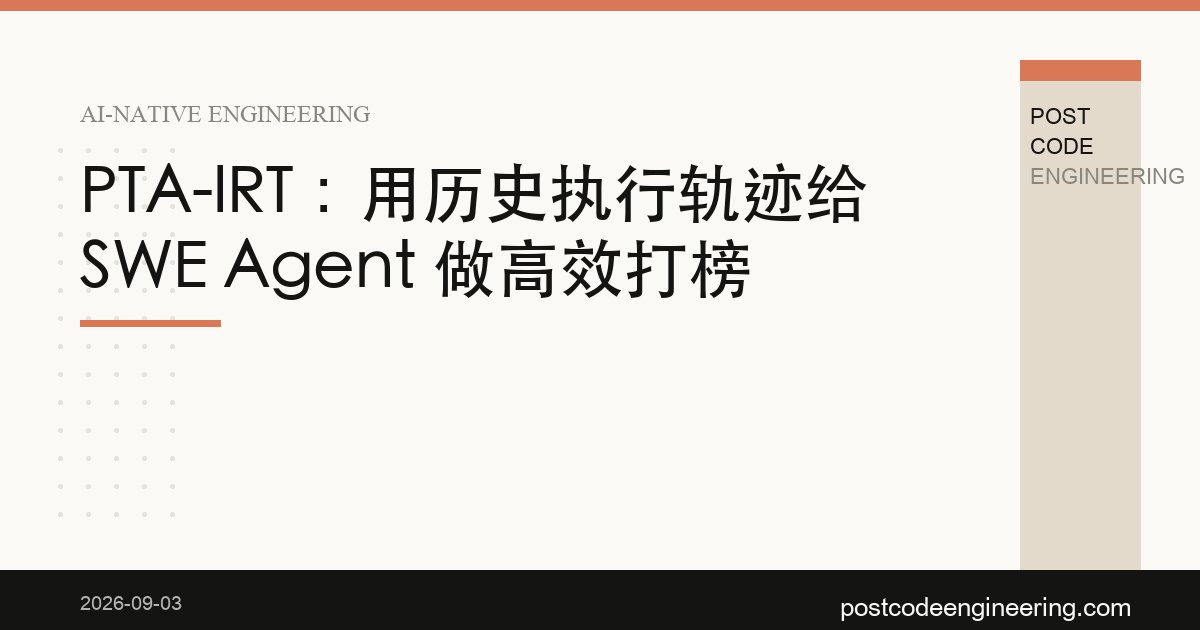 AI-NATIVE ENGINEERING
PTA-IRT：用历史执行轨迹给
SWE Agent 做高效打榜
POST
CODE
ENGINEERING
2026-09-03
postcodeengineering.com